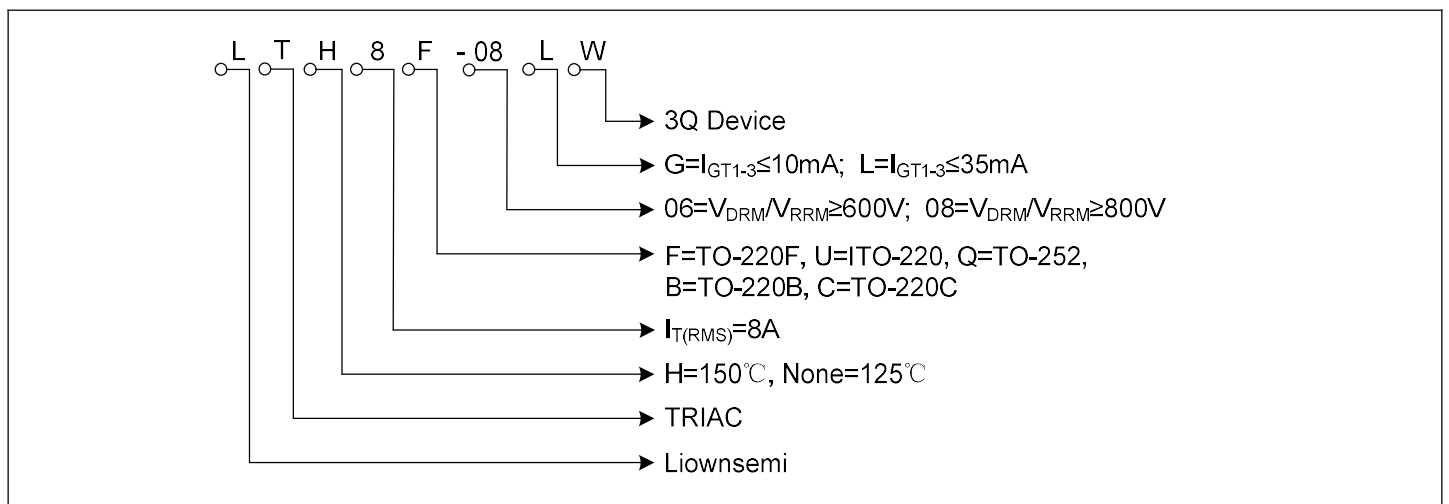 L T H 8 F - 08 L W
3Q Device
G=IGT1-3≤10mA; L=IGT1-3≤35mA
06=VDRM/VRRM≥600V; 08=VDRM/VRRM≥800V
F=TO-220F, U=ITO-220, Q=TO-252,
B=TO-220B, C=TO-220C
IT(RMS)=8A
H=150℃, None=125℃
TRIAC
Liownsemi